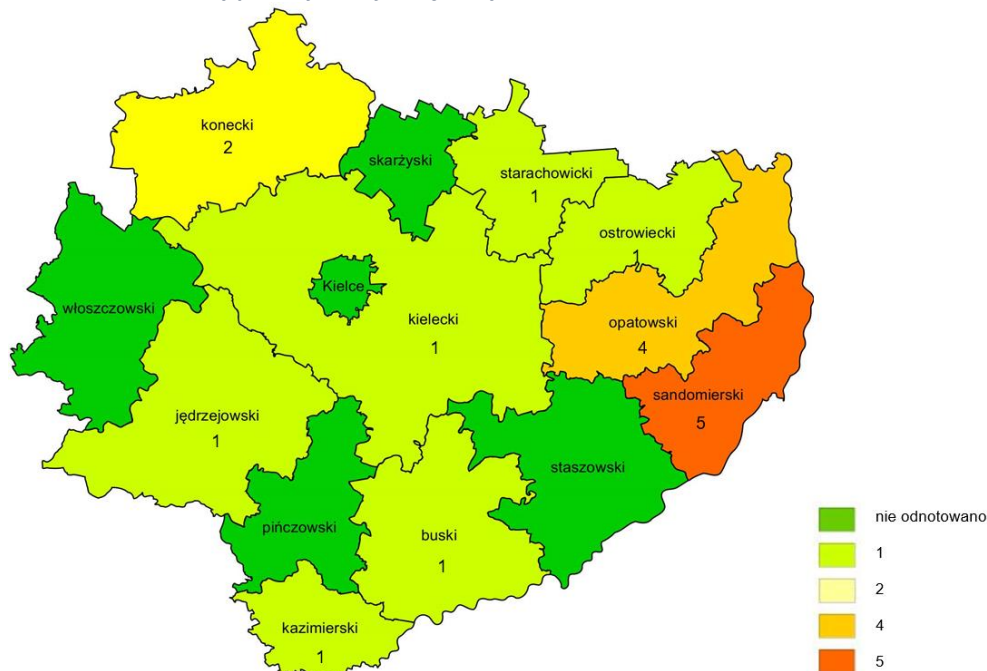 konecki
2
skarżyski
starachowicki
1
ostrowiecki
1
Kielce
włoszczowski
kielecki
1
opatowski
4
sandomierski
5
jędrzejowski
1
staszowski
pińczowski
buski
1
kazimierski
1
nie odnotowano
1
2
4
5